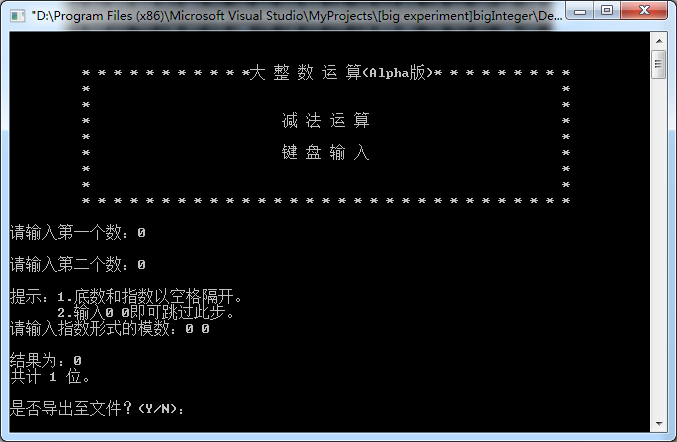 "D:\Program Files (x86)\Microsoft Visual Studio\MyProjects\[big experiment]bigInteger\De...
* * * * * * * * * * *大 整 数 运 算(Alpha版)* * * * * * * * *
* *
* *
* 减 法 运 算 *
* *
* 键 盘 输 入 *
* *
* *
* * * * * * * * * * * * * * * * * * * * * * * * * * * * * * *
请输入第一个数：0
请输入第二个数：0
提示：1.底数和指数以空格隔开。
2.输入0 0即可跳过此步。
请输入指数形式的模数：0 0
结果为：0
共计 1 位。
是否导出至文件？(Y/N)：